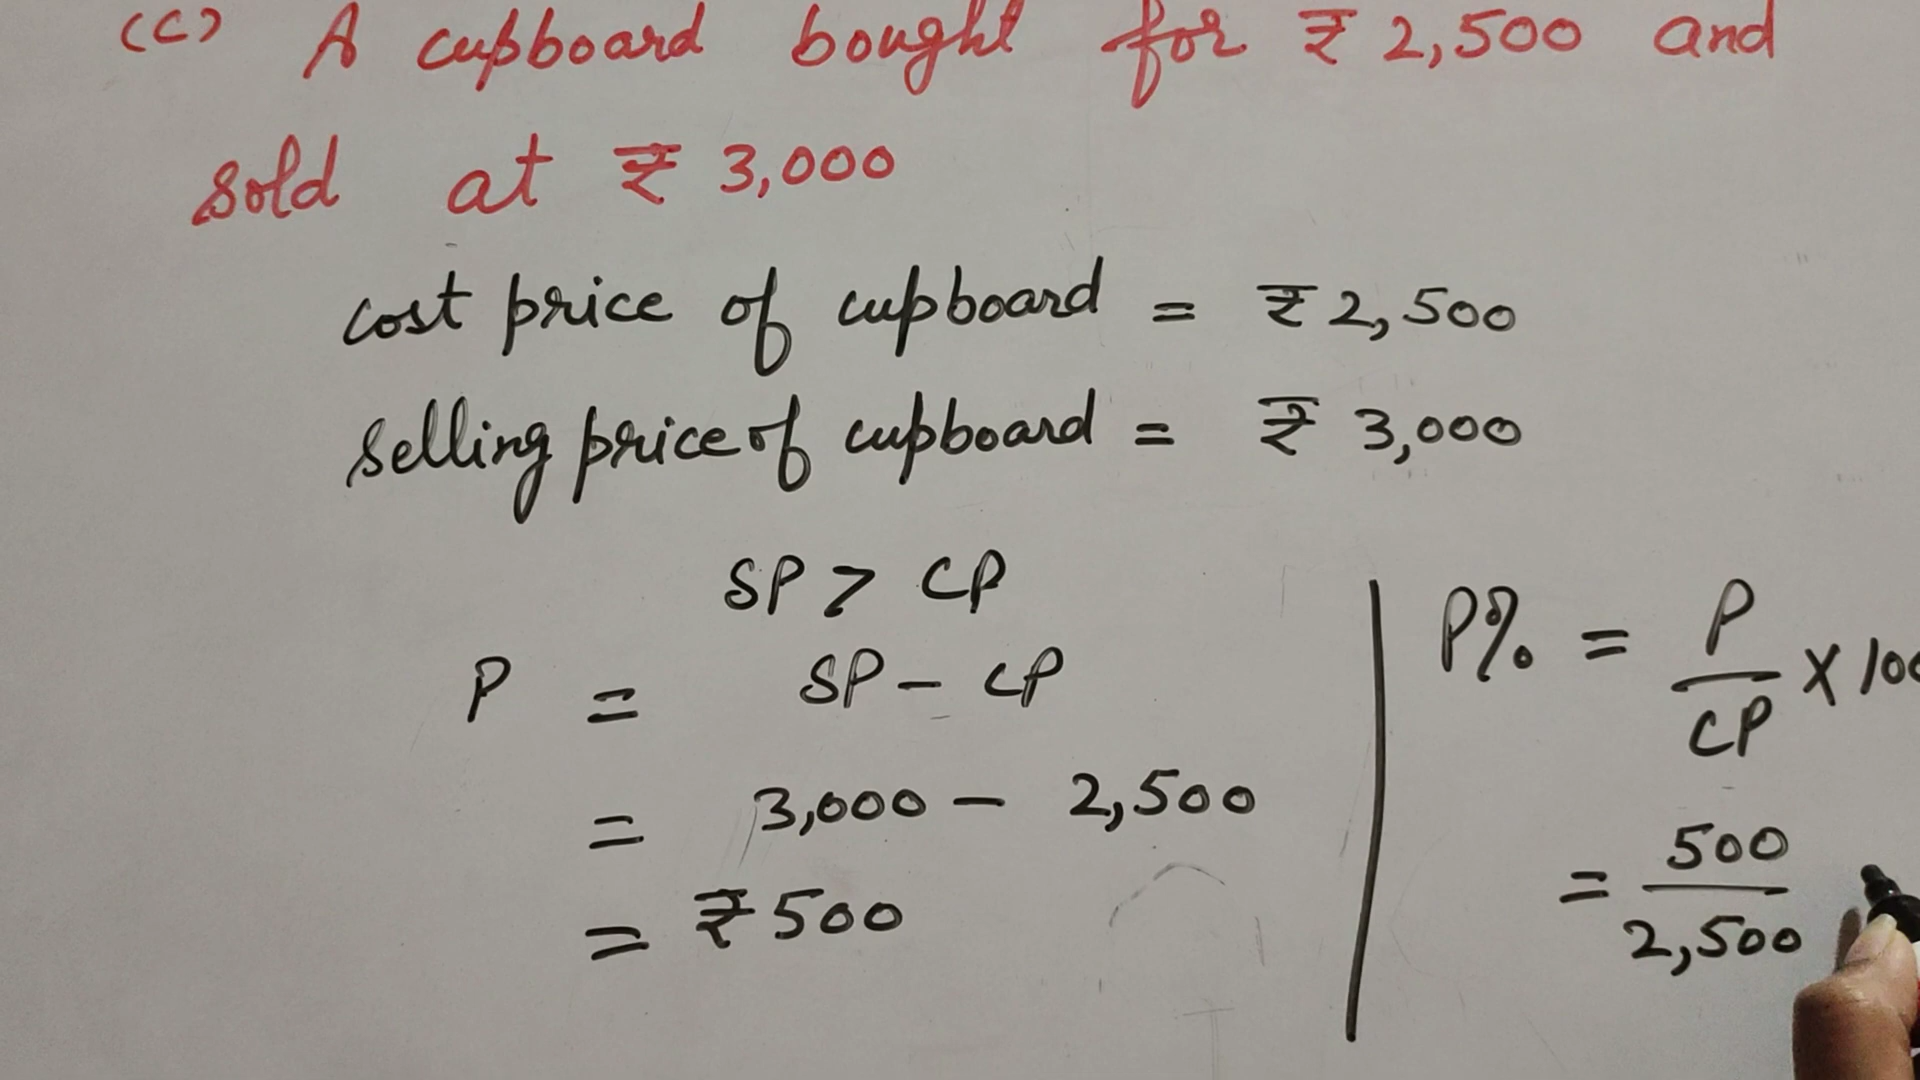 (C) A cupboard bought for ₹ 2,500 and
sold at ₹ 3,000
cost price of cupboard = ₹ 2,500
selling price of cupboard = ₹ 3,000
SP > CP
P = SP - CP
= 3,000 - 2,500
= ₹ 500
P% = P/CP X 100
= 500/2,500